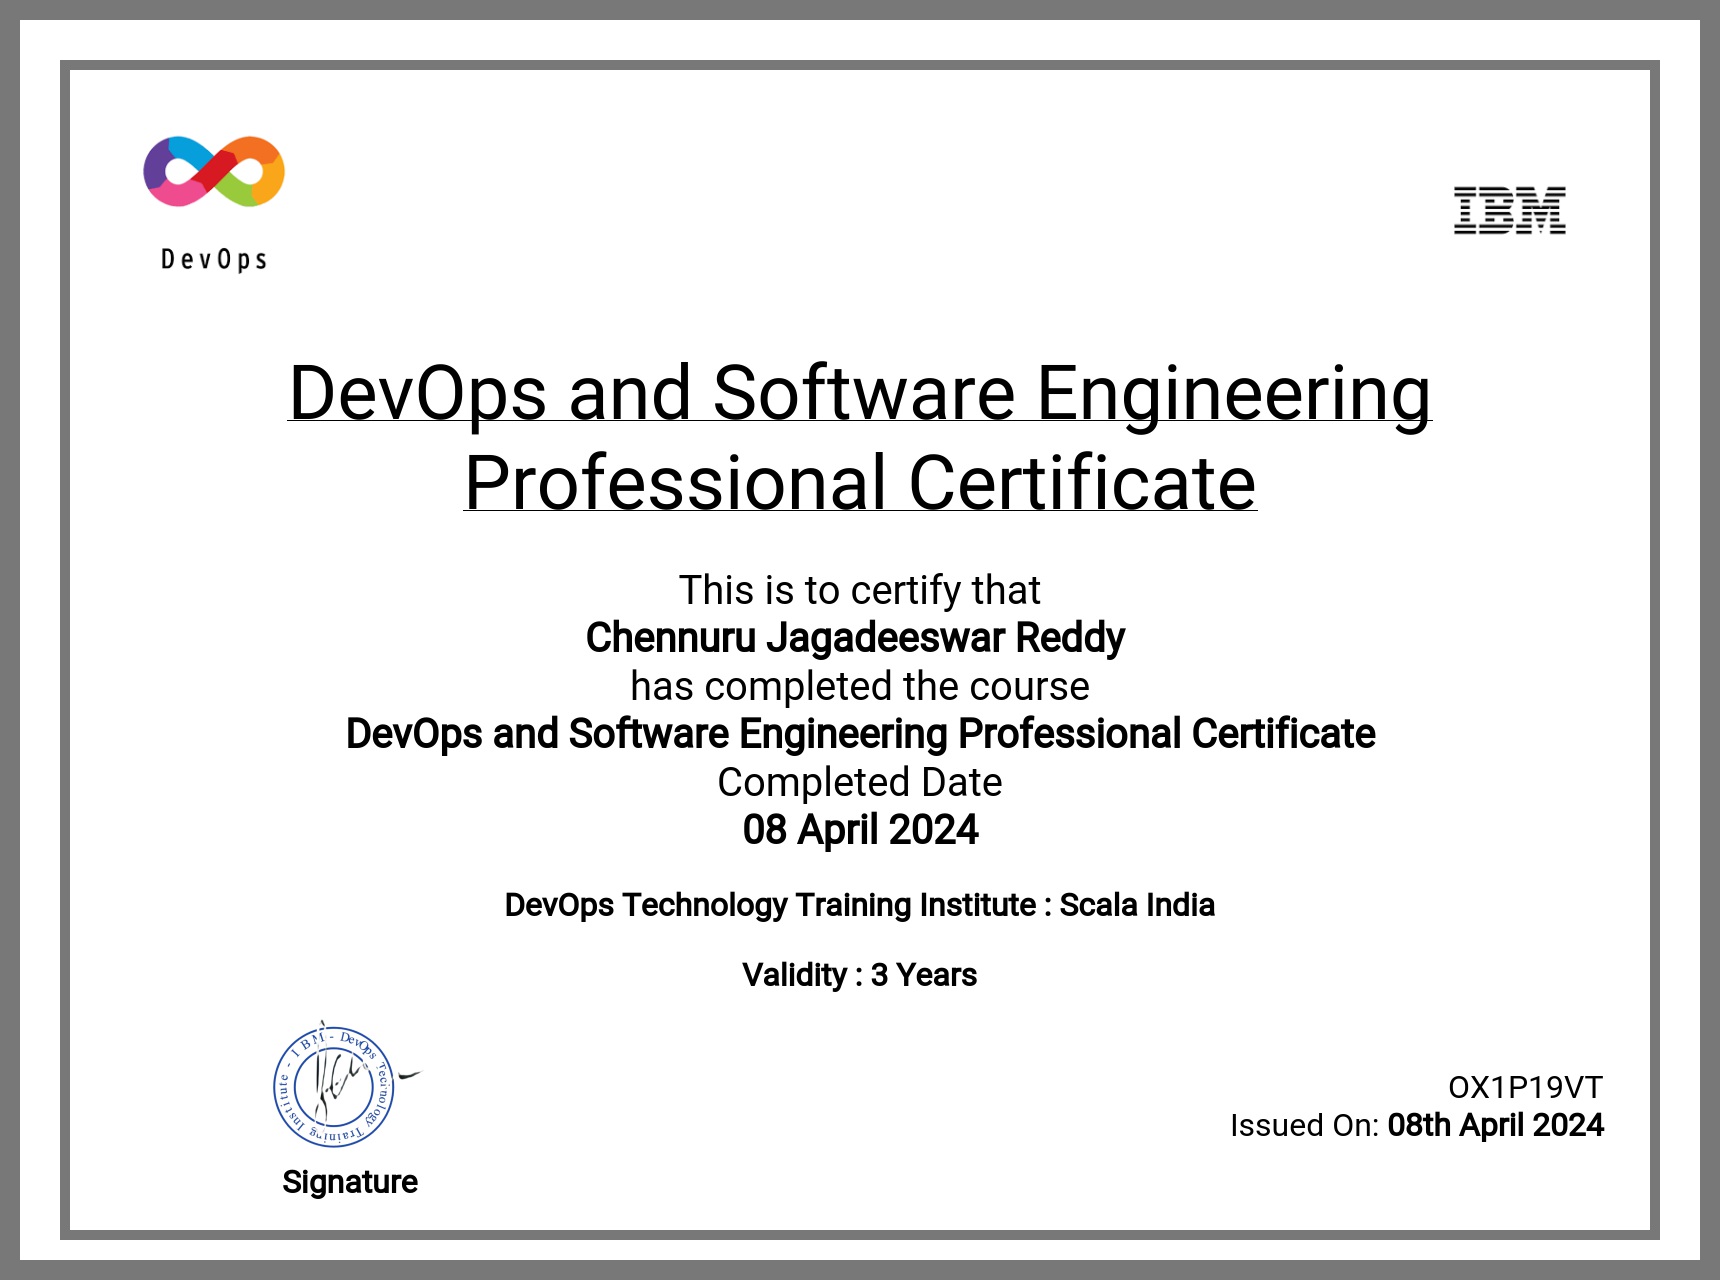 DevOps
IBM
DevOps and Software Engineering
Professional Certificate
This is to certify that
Chennuru Jagadeeswar Reddy
has completed the course
DevOps and Software Engineering Professional Certificate
Completed Date
08 April 2024
DevOps Technology Training Institute : Scala India
Validity : 3 Years
IBM - DevOps Technology Training Institute -
Signature
OX1P19VT
Issued On: 08th April 2024